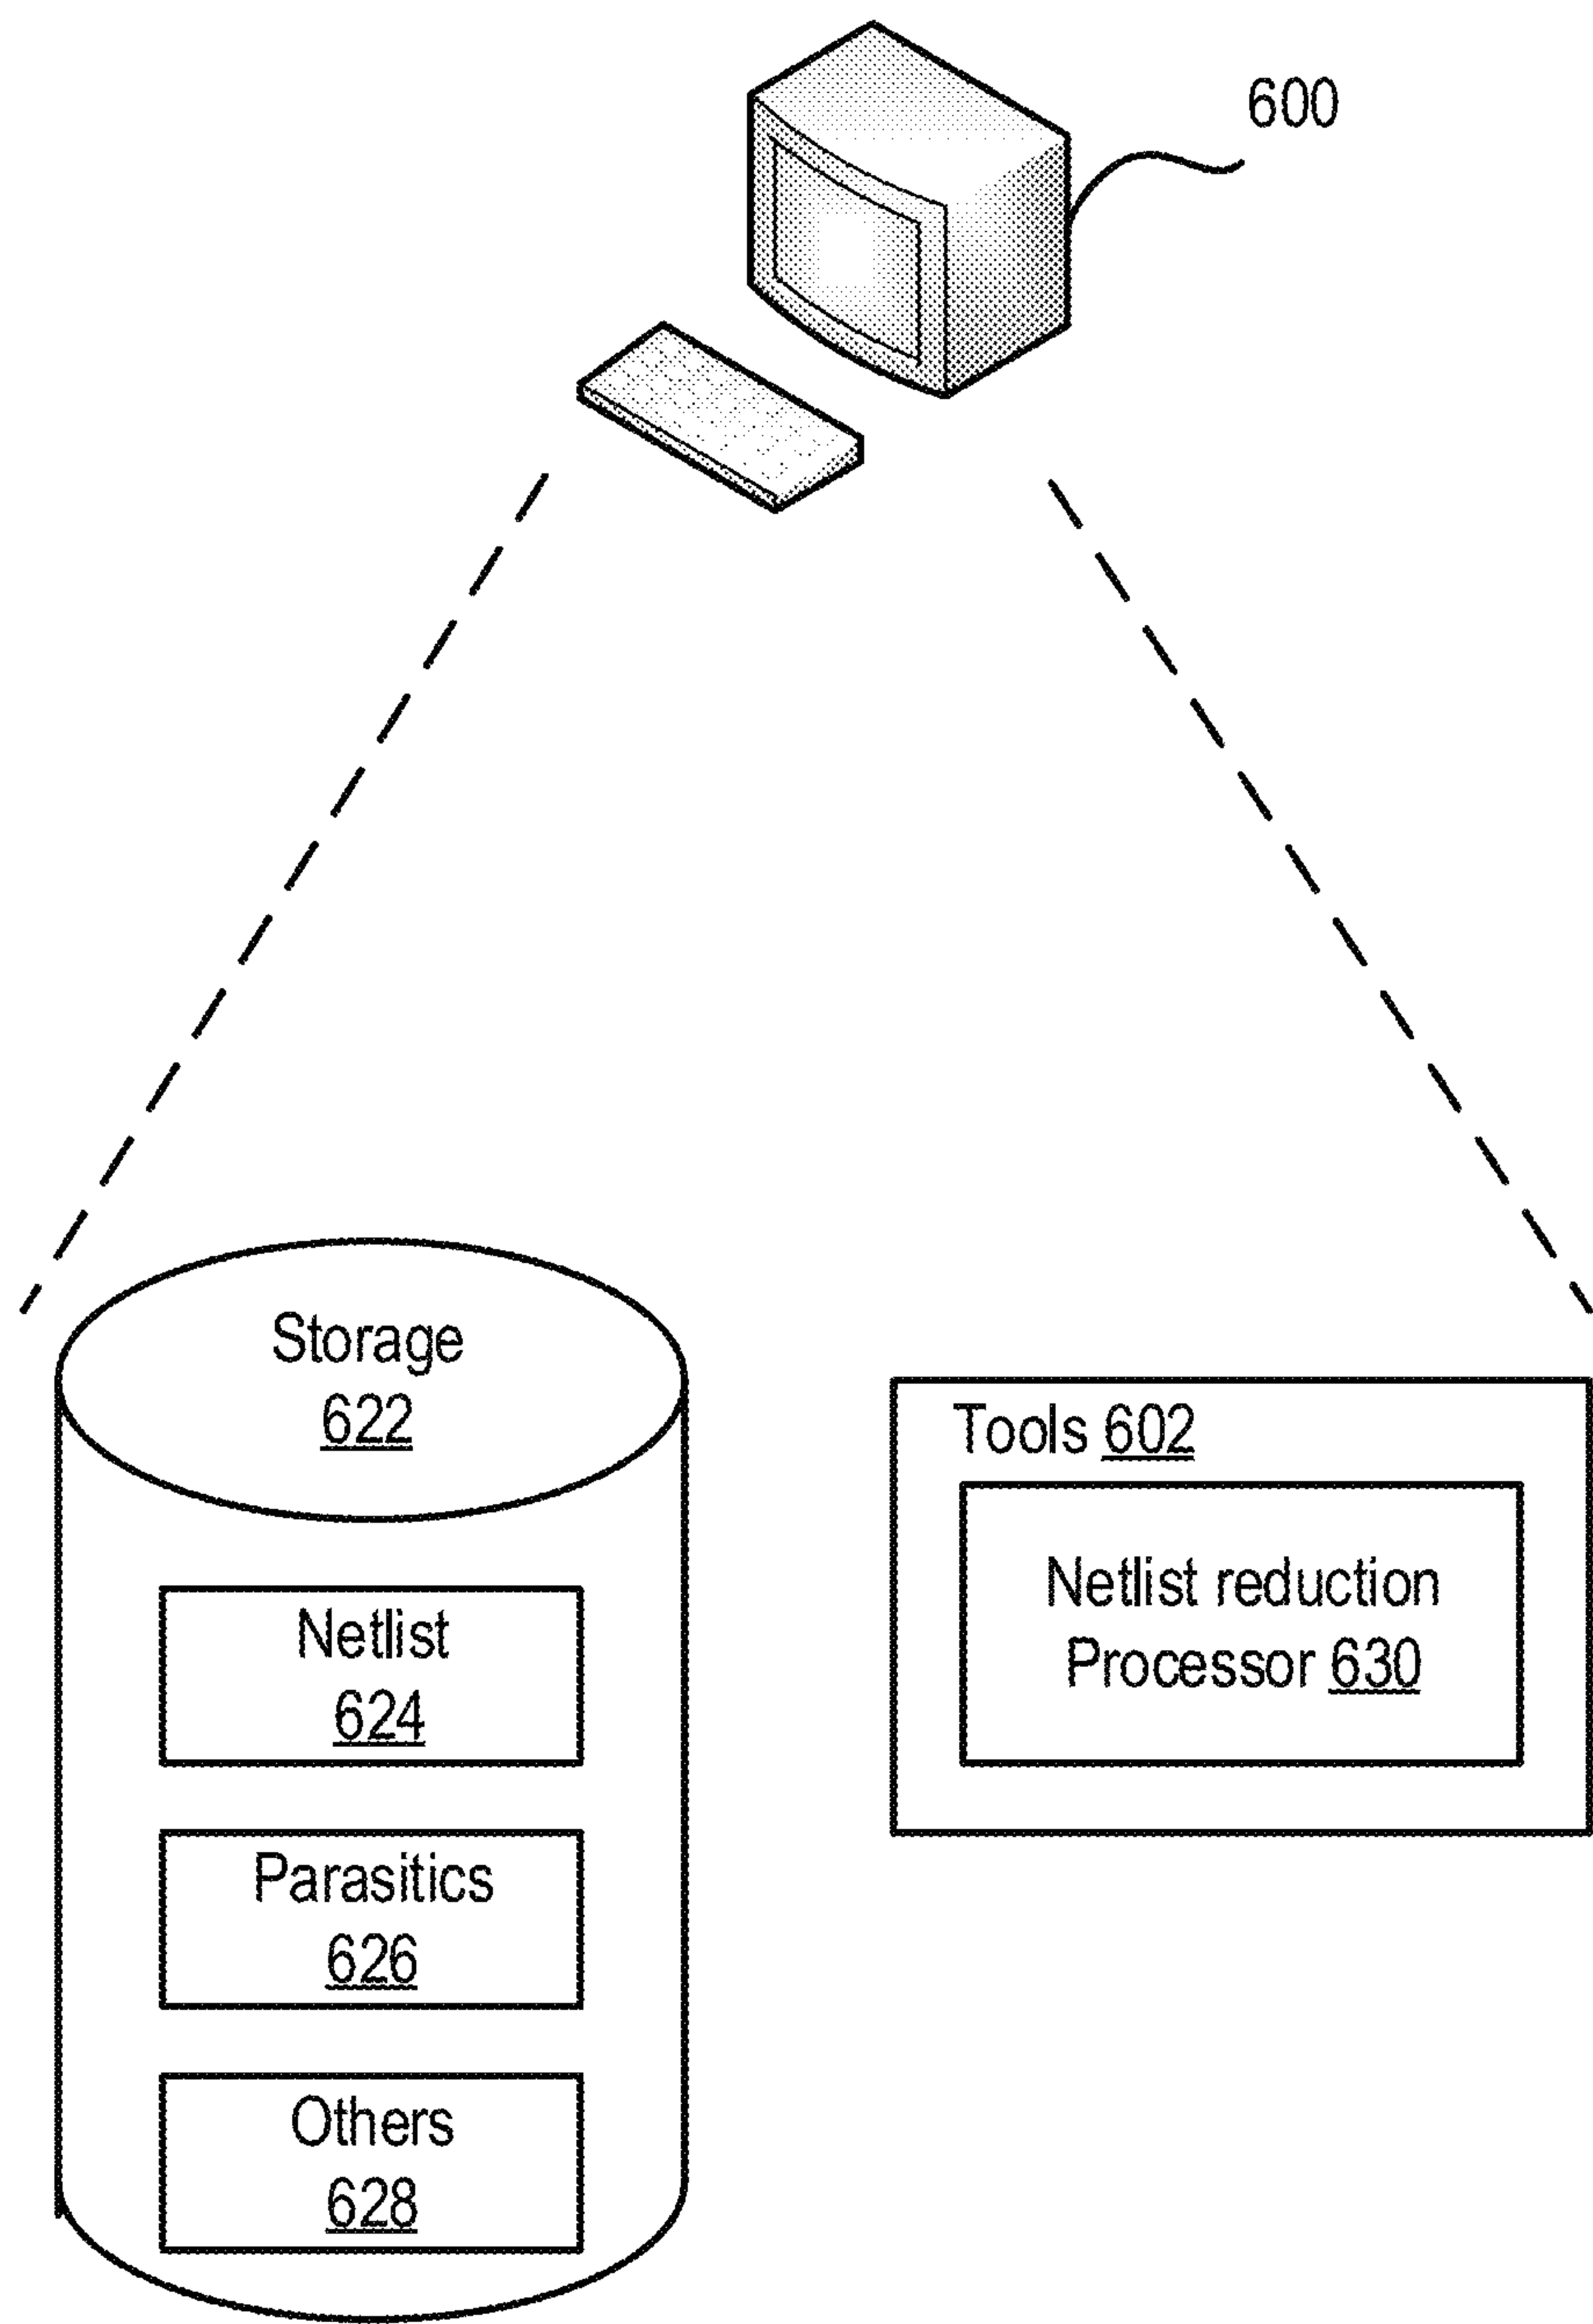 600
Storage
622
Tools 602
Netlist reduction
Processor 630
Netlist
624
Parasitics
626
Others
628